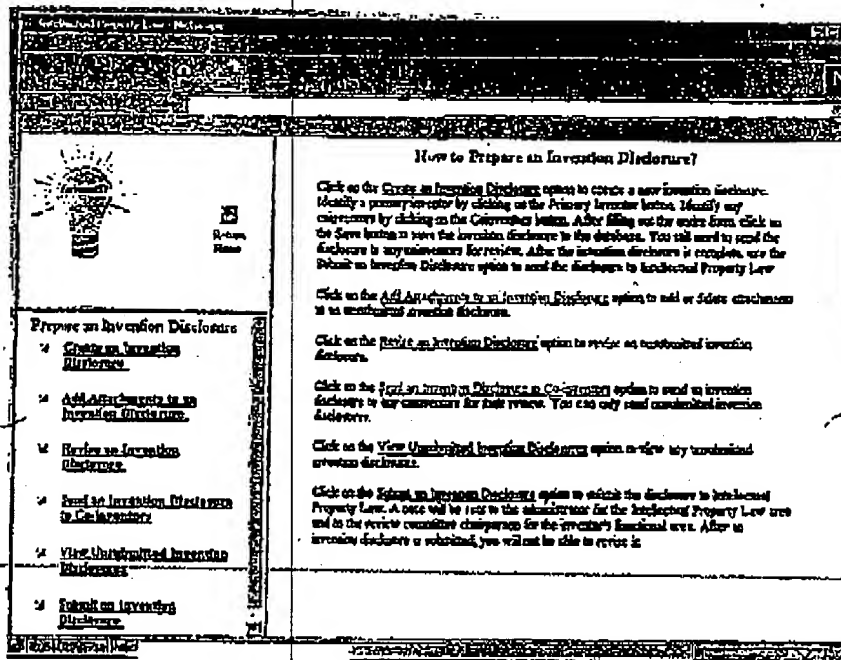 Intellectual Property Law - Netscape
How to Prepare an Invention Disclosure?
Click on the Create an Invention Disclosure option to create a new invention disclosure.
Identify a primary inventor by clicking on the Primary Inventor button. Identify any
coinventors by clicking on the Coinventors button. After filling out the entire form, click on
the Save button to save the invention disclosure to the database. You will need to send the
disclosure to any coinventors for review. After the invention disclosure is complete, use the
Submit an Invention Disclosure option to send the disclosure to Intellectual Property Law
Click on the Add Attachments to an Invention Disclosure option to add or delete attachments
to an unsubmitted invention disclosure.
Click on the Revise an Invention Disclosure option to revise an unsubmitted invention
disclosure.
Click on the Send an Invention Disclosure to Co-inventors option to send an invention
disclosure to any coinventors for their review. You can only send unsubmitted invention
disclosures.
Click on the View Unsubmitted Invention Disclosures option to view any unsubmitted
invention disclosures.
Click on the Submit an Invention Disclosure option to submit the disclosure to Intellectual
Property Law. A note will be sent to the administrator for the Intellectual Property Law area
and to the review committee chairperson for the inventor's functional area. After an
invention disclosure is submitted, you will not be able to revise it.
Return
Home
Prepare an Invention Disclosure
Create an Invention
Disclosure
Add Attachments to an
Invention Disclosure
Revise an Invention
Disclosure
Send an Invention Disclosure
to Co-inventors
View Unsubmitted Invention
Disclosures
Submit an Invention
Disclosure